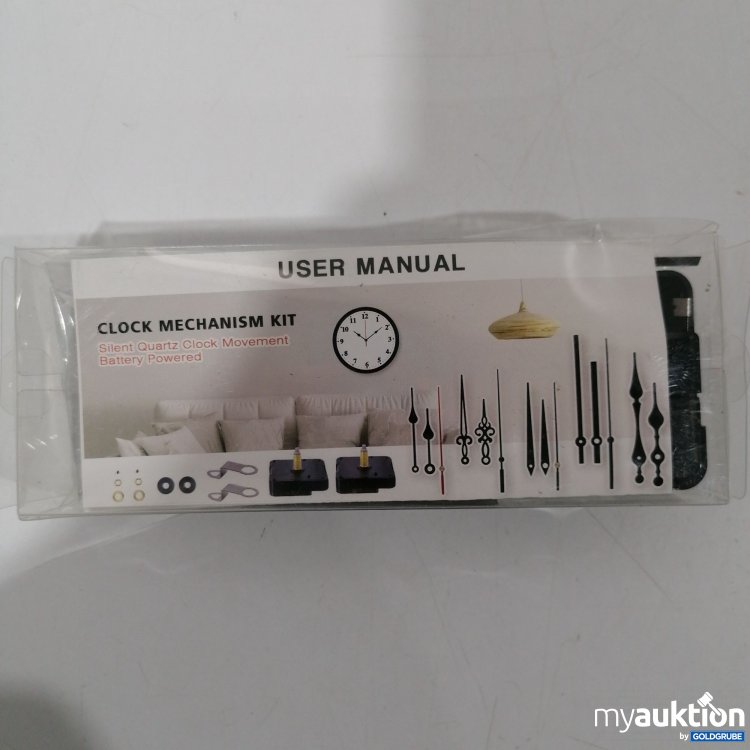 USER MANUAL
CLOCK MECHANISM KIT
Silent Quartz Clock Movement
Battery Powered
myauktion
by GOLDGRUBE